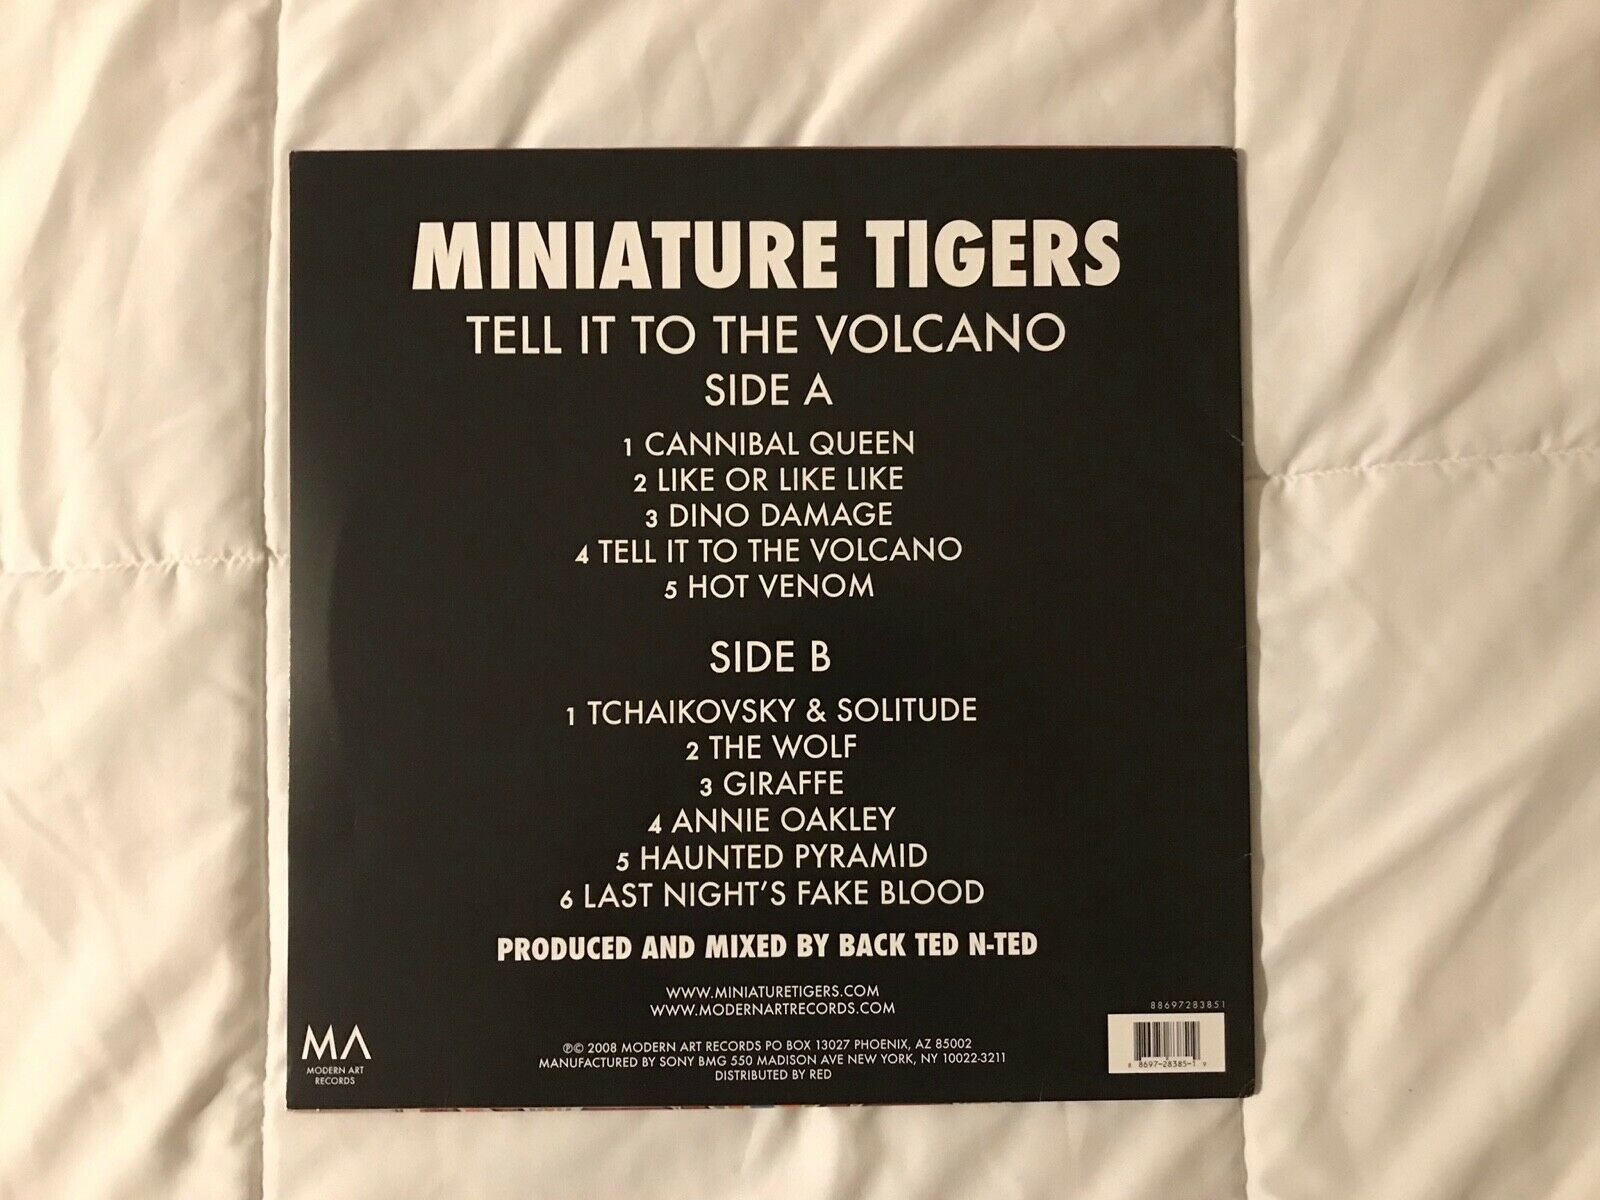 MINIATURE TIGERS
TELL IT TO THE VOLCANO
SIDE A
1 CANNIBAL QUEEN
2 LIKE OR LIKE LIKE
3 DINO DAMAGE
4 TELL IT TO THE VOLCANO
5 HOT VENOM
SIDE B
1 TCHAIKOVSKY & SOLITUDE
2 THE WOLF
3 GIRAFFE
4 ANNIE OAKLEY
5 HAUNTED PYRAMID
6 LAST NIGHT'S FAKE BLOOD
PRODUCED AND MIXED BY BACK TED N-TED
WWW.MINIATURETIGERS.COM
WWW.MODERNARTRECORDS.COM
℗© 2008 MODERN ART RECORDS PO BOX 13027 PHOENIX, AZ 85002
MANUFACTURED BY SONY BMG 550 MADISON AVE NEW YORK, NY 10022-3211
DISTRIBUTED BY RED
MA
MODERN ART
RECORDS
88697283851
8 8697-28385-1 9